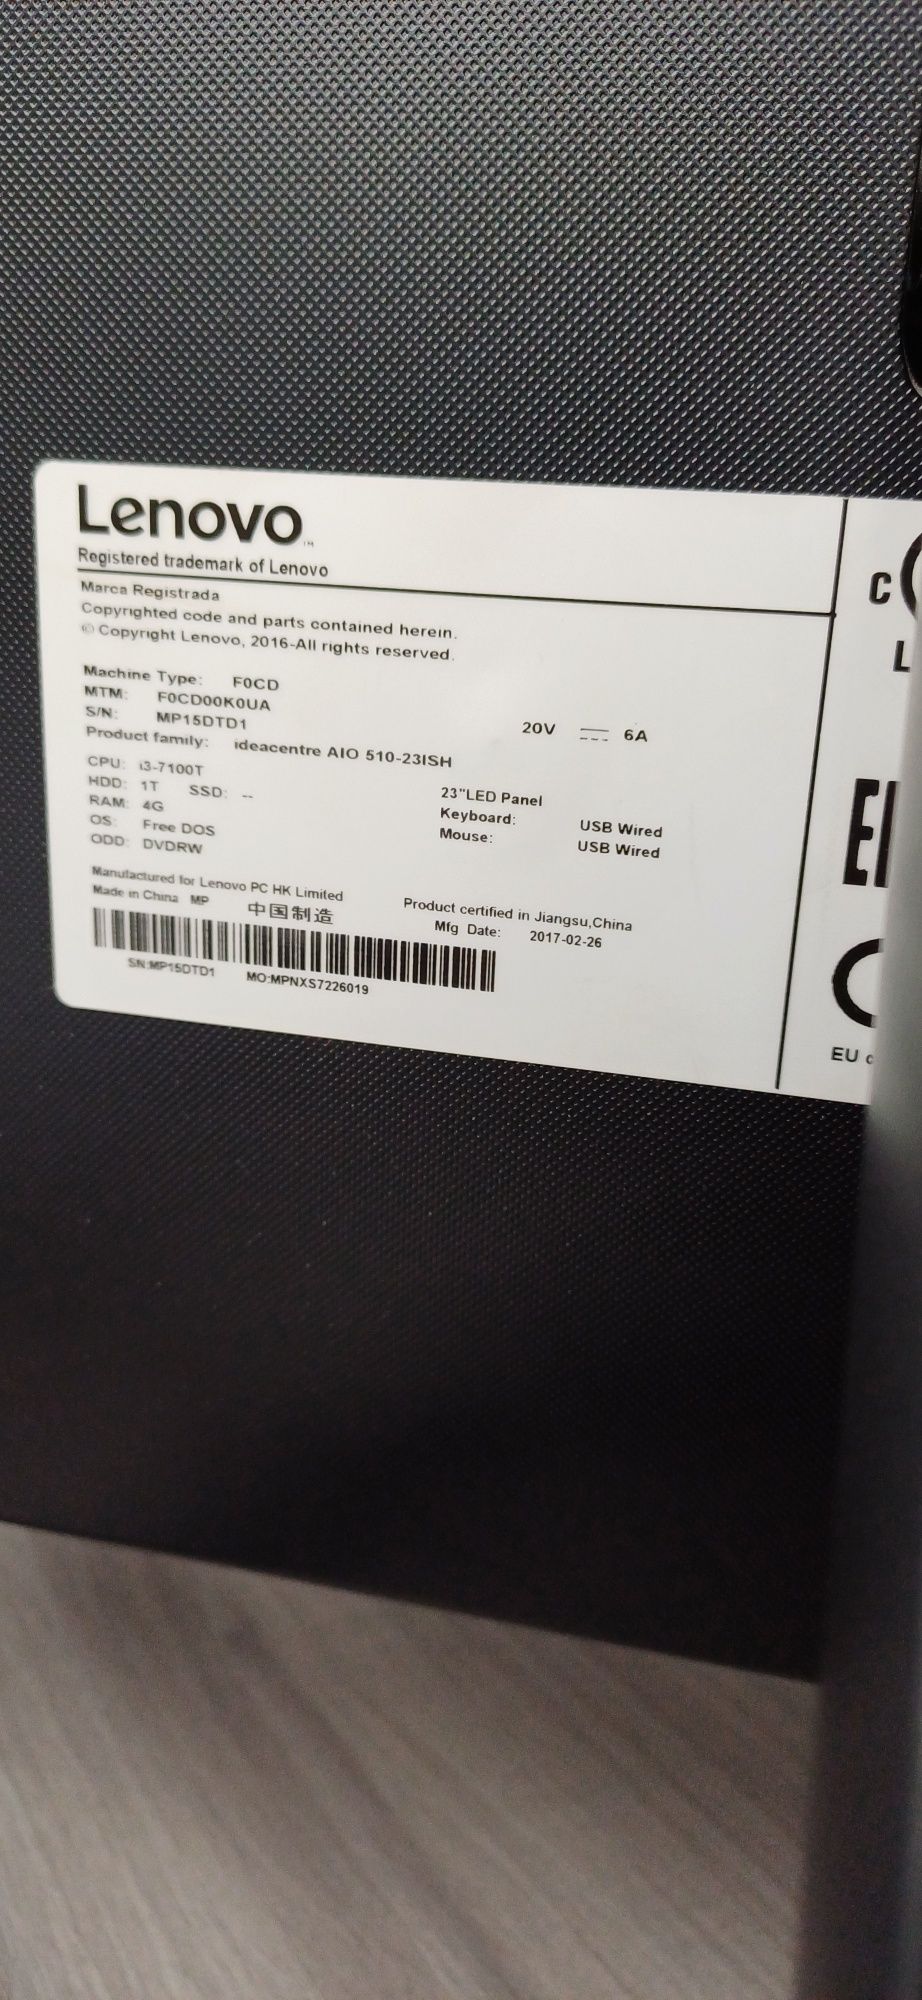 Lenovo™
Registered trademark of Lenovo
Marca Registrada
Copyrighted code and parts contained herein.
© Copyright Lenovo, 2016-All rights reserved.
Machine Type: F0CD
MTM: F0CD00K0UA
S/N: MP15DTD1
20V 6A
Product family: ideacentre AIO 510-23ISH
CPU: i3-7100T
HDD: 1T SSD: --
RAM: 4G
OS: Free DOS
ODD: DVDRW
23"LED Panel
Keyboard: USB Wired
Mouse: USB Wired
Manufactured for Lenovo PC HK Limited
Made in China MP
中国制造
Product certified in Jiangsu,China
Mfg Date: 2017-02-26
SN:MP15DTD1 MO:MPNXS7226019
C
L
EU